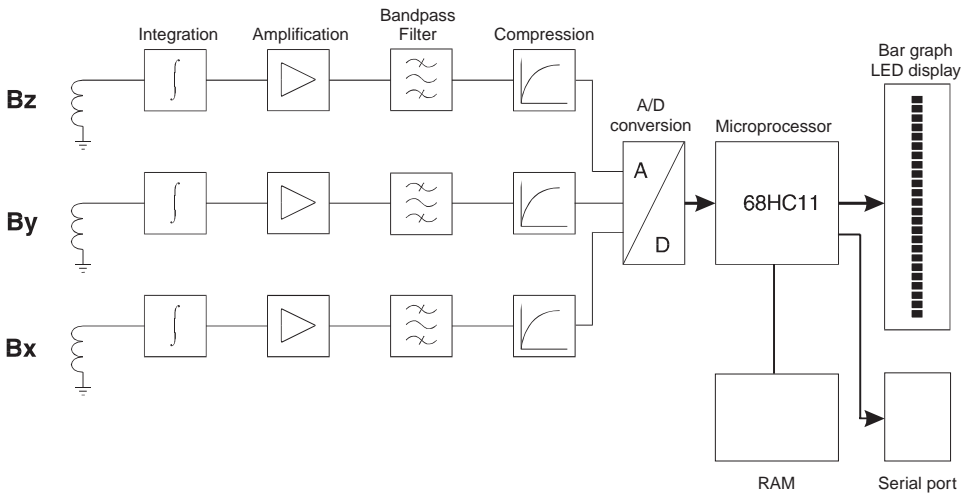 Integration
Amplification
Bandpass
Filter
Compression
Bar graph
LED display
Bz
A/D
conversion
Microprocessor
A
D
68HC11
By
Bx
RAM
Serial port